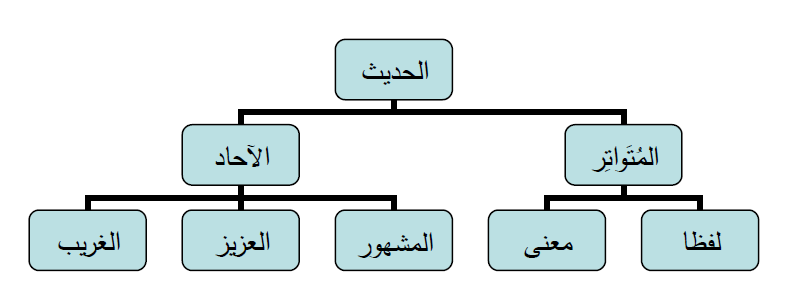 الحديث
المُتَواتِر
الآحاد
لفظا
معنى
المشهور
العزيز
الغريب